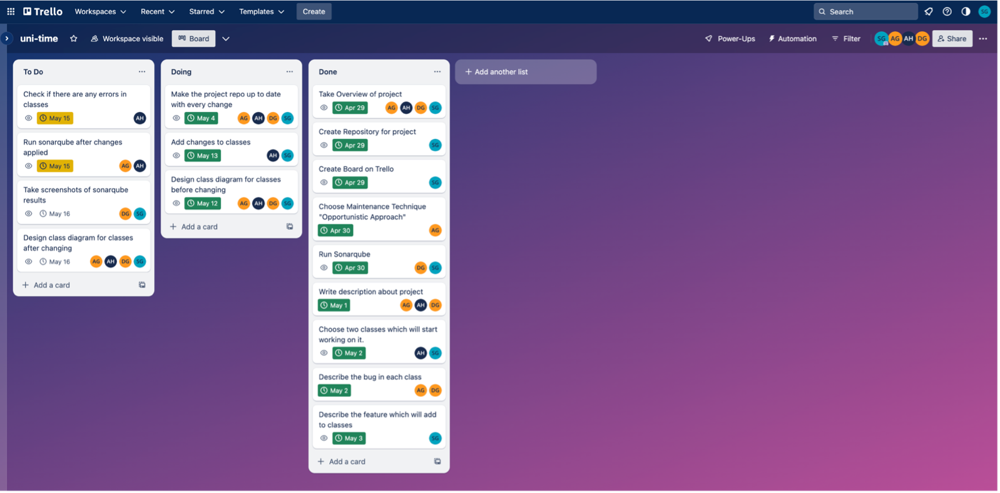 Trello Workspaces Recent Starred Templates Create Search SG
uni-time Workspace visible Board Power-Ups Automation Filter SG AG AH DG Share
To Do
Check if there are any errors in
classes
May 15 AH
Run sonarqube after changes
applied
May 15 AG AH
Take screenshots of sonarqube
results
May 16 DG SG
Design class diagram for classes
after changing
May 16 AG AH DG SG
+ Add a card
Doing
Make the project repo up to date
with every change
May 4 AG AH DG SG
Add changes to classes
May 13 AH SG
Design class diagram for classes
before changing
May 12 AG AH DG SG
+ Add a card
Done
Take Overview of project
Apr 29 AG AH DG SG
Create Repository for project
Apr 29 SG
Create Board on Trello
Apr 29 SG
Choose Maintenance Technique
"Opportunistic Approach"
Apr 30 AG
Run Sonarqube
Apr 30 DG SG
Write description about project
May 1 AG AH DG
Choose two classes which will start
working on it.
May 2 AH SG
Describe the bug in each class
May 2 AG DG
Describe the feature which will add
to classes
May 3 SG
+ Add a card
+ Add another list